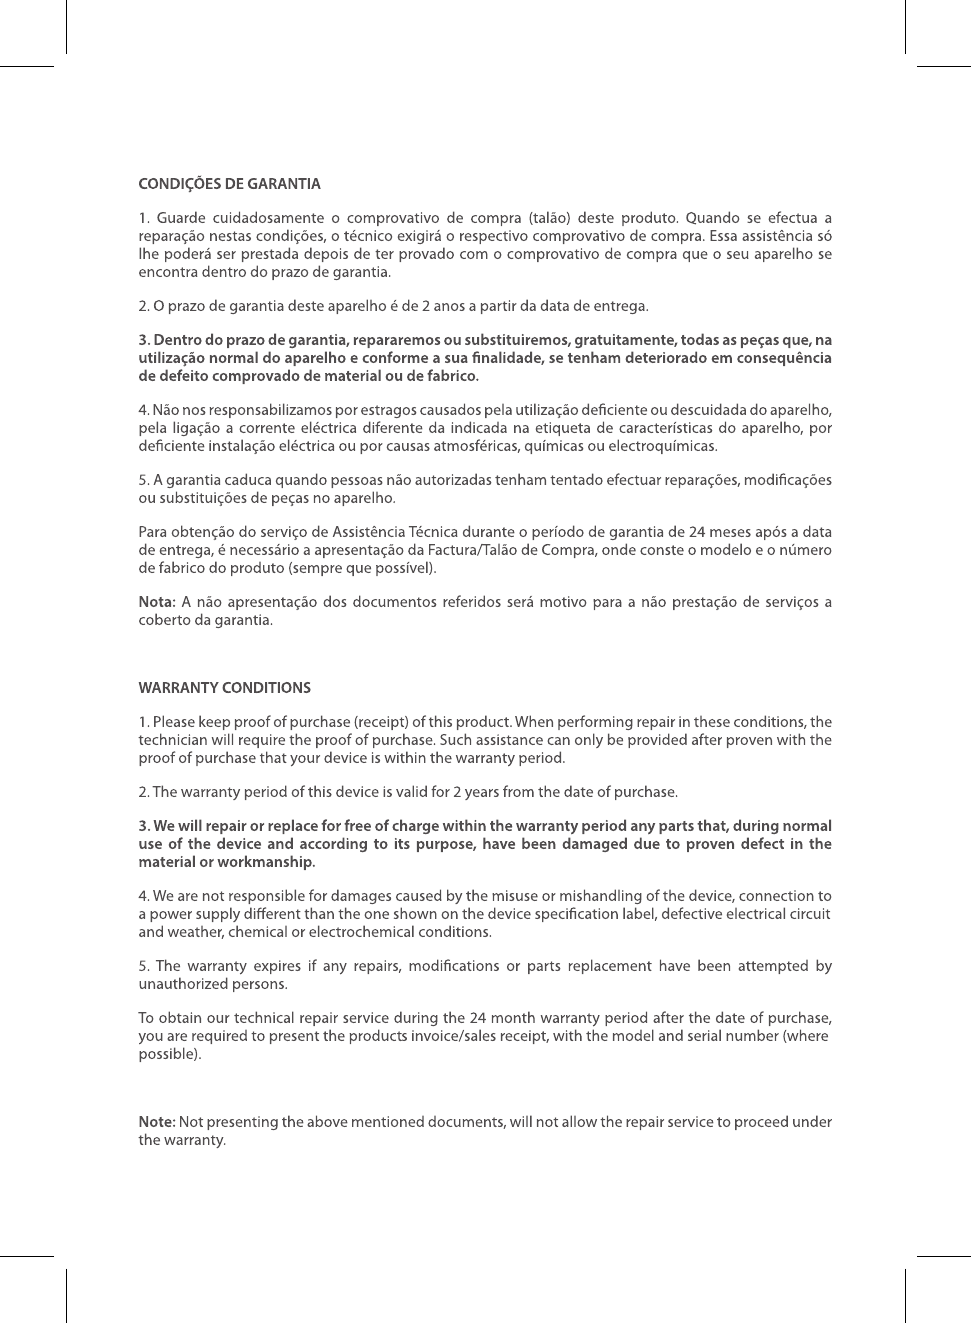 CONDIÇÕES DE GARANTIA
1. Guarde cuidadosamente o comprovativo de compra (talão) deste produto. Quando se efectua a
reparação nestas condições, o técnico exigirá o respectivo comprovativo de compra. Essa assistência só
lhe poderá ser prestada depois de ter provado com o comprovativo de compra que o seu aparelho se
encontra dentro do prazo de garantia.
2. O prazo de garantia deste aparelho é de 2 anos a partir da data de entrega.
3. Dentro do prazo de garantia, repararemos ou substituiremos, gratuitamente, todas as peças que, na
utilização normal do aparelho e conforme a sua finalidade, se tenham deteriorado em consequência
de defeito comprovado de material ou de fabrico.
4. Não nos responsabilizamos por estragos causados pela utilização deficiente ou descuidada do aparelho,
pela ligação a corrente eléctrica diferente da indicada na etiqueta de características do aparelho, por
deficiente instalação eléctrica ou por causas atmosféricas, químicas ou electroquímicas.
5. A garantia caduca quando pessoas não autorizadas tenham tentado efectuar reparações, modificações
ou substituições de peças no aparelho.
Para obtenção do serviço de Assistência Técnica durante o período de garantia de 24 meses após a data
de entrega, é necessário a apresentação da Factura/Talão de Compra, onde conste o modelo e o número
de fabrico do produto (sempre que possível).
Nota: A não apresentação dos documentos referidos será motivo para a não prestação de serviços a
coberto da garantia.
WARRANTY CONDITIONS
1. Please keep proof of purchase (receipt) of this product. When performing repair in these conditions, the
technician will require the proof of purchase. Such assistance can only be provided after proven with the
proof of purchase that your device is within the warranty period.
2. The warranty period of this device is valid for 2 years from the date of purchase.
3. We will repair or replace for free of charge within the warranty period any parts that, during normal
use of the device and according to its purpose, have been damaged due to proven defect in the
material or workmanship.
4. We are not responsible for damages caused by the misuse or mishandling of the device, connection to
a power supply different than the one shown on the device specification label, defective electrical circuit
and weather, chemical or electrochemical conditions.
5. The warranty expires if any repairs, modifications or parts replacement have been attempted by
unauthorized persons.
To obtain our technical repair service during the 24 month warranty period after the date of purchase,
you are required to present the products invoice/sales receipt, with the model and serial number (where
possible).
Note: Not presenting the above mentioned documents, will not allow the repair service to proceed under
the warranty.